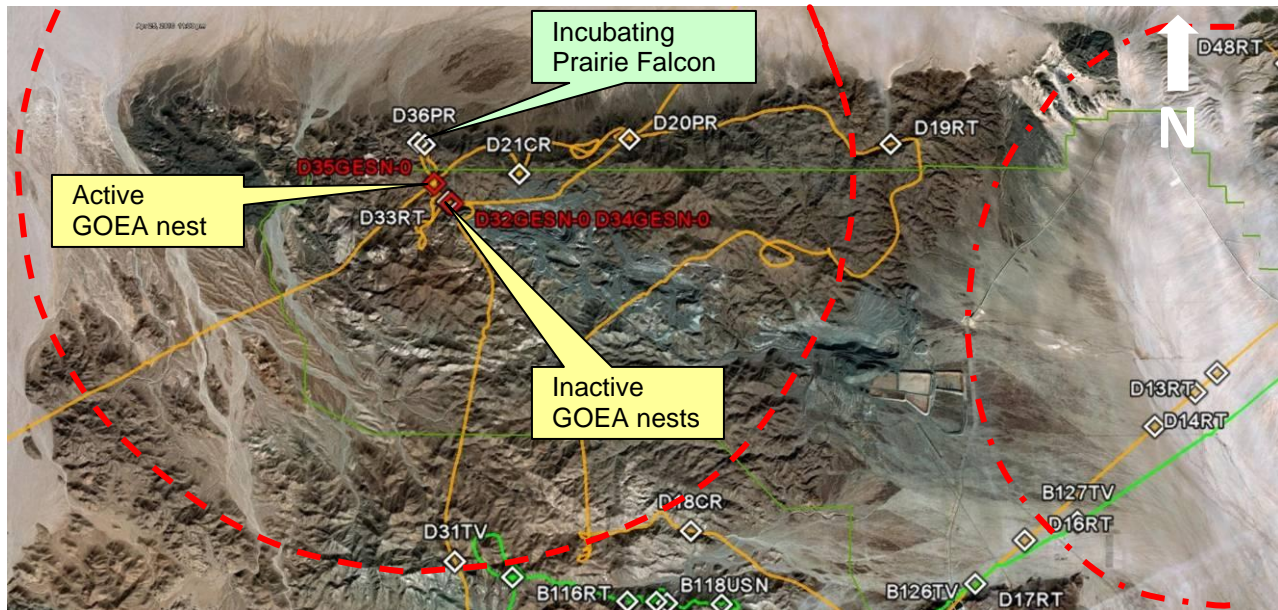 Incubating
Prairie Falcon
N
D48RT
D36PR
D20PR
D21CR
D19RT
D35GESN-0
Active
GOEA nest
D33RT
D32GESN-0 D34GESN-0
Inactive
GOEA nests
D13RT
D14RT
D18CR
B127TV
D16RT
D31TV
B116RT
B118USN
B126TV
D17RT